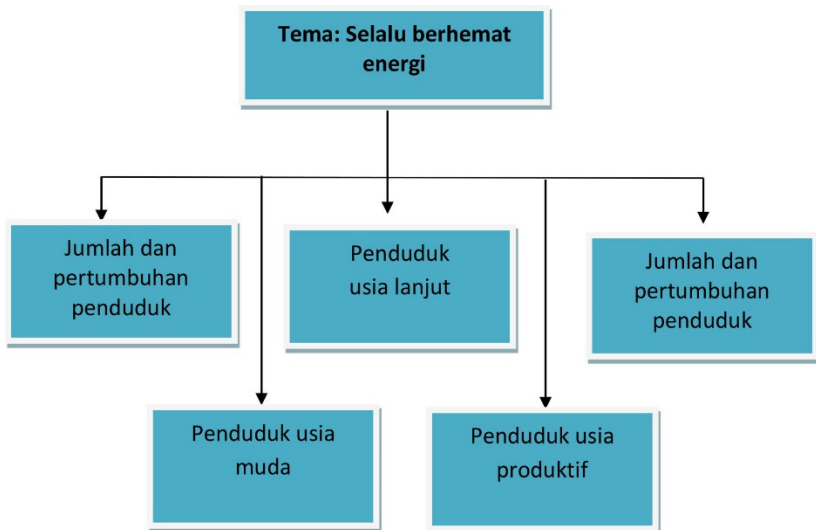 Tema: Selalu berhemat
energi
Jumlah dan
pertumbuhan
penduduk
Penduduk
usia lanjut
Jumlah dan
pertumbuhan
penduduk
Penduduk usia
muda
Penduduk usia
produktif